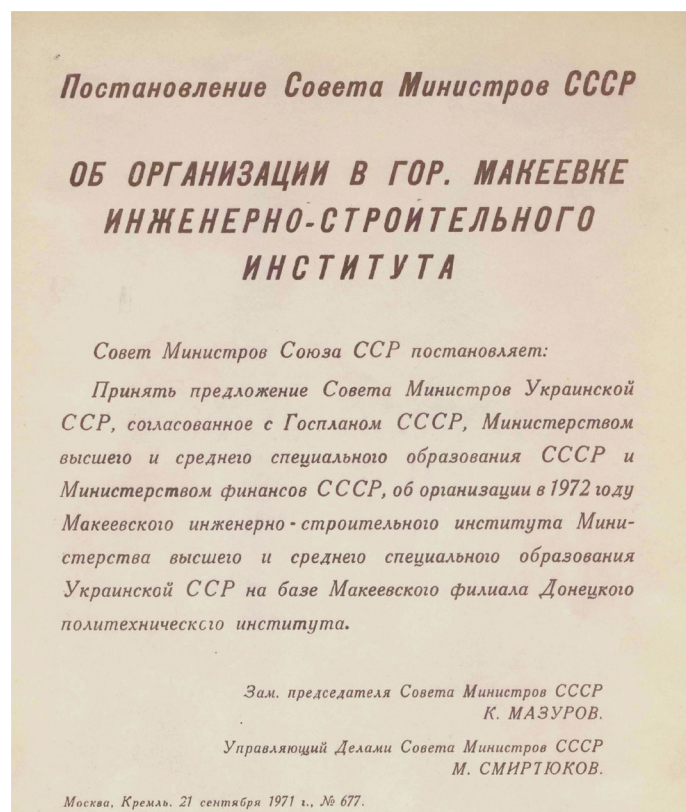 Постановление Совета Министров СССР
ОБ ОРГАНИЗАЦИИ В ГОР. МАКЕЕВКЕ
ИНЖЕНЕРНО-СТРОИТЕЛЬНОГО
ИНСТИТУТА
Совет Министров Союза ССР постановляет:
Принять предложение Совета Министров Украинской
ССР, согласованное с Госпланом СССР, Министерством
высшего и среднего специального образования СССР и
Министерством финансов СССР, об организации в 1972 году
Макеевского инженерно-строительного института Мини-
стерства высшего и среднего специального образования
Украинской ССР на базе Макеевского филиала Донецкого
политехнического института.
Зам. председателя Совета Министров СССР
К. МАЗУРОВ.
Управляющий Делами Совета Министров СССР
М. СМИРТЮКОВ.
Москва, Кремль. 21 сентября 1971 г., № 677.